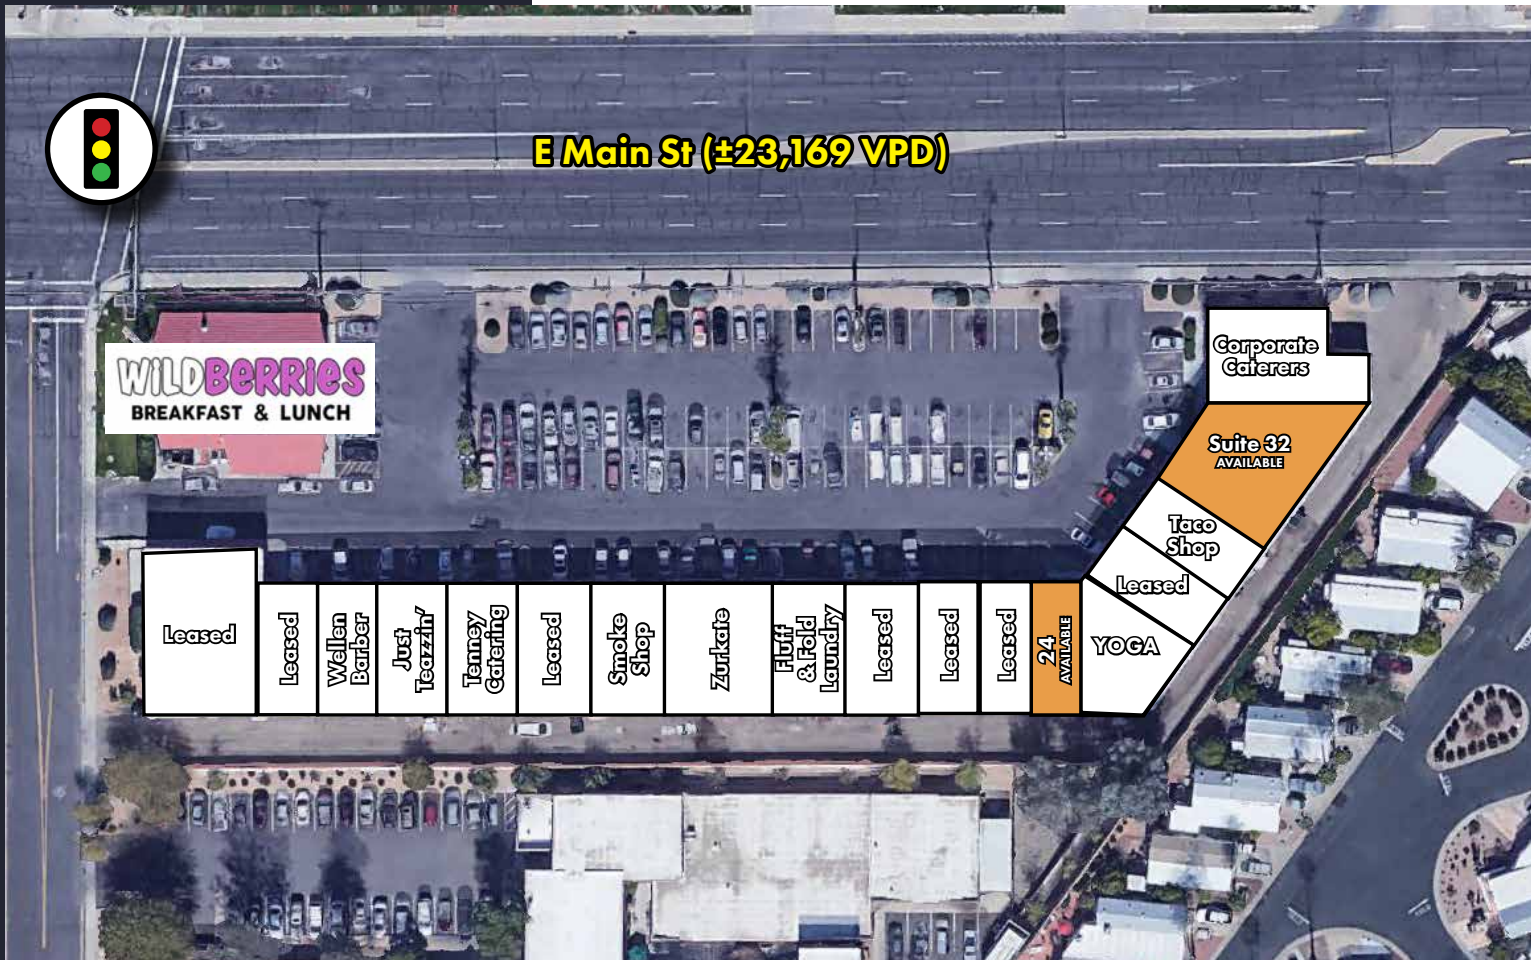 E Main St (±23,169 VPD)
WiLDBeRRieS
BREAKFAST & LUNCH
Corporate
Caterers
Suite 32
AVAILABLE
Taco
Shop
Leased
YOGA
Leased
Leased
Wellen
Barber
Just
Teazzin'
Tenney
Catering
Leased
Smoke
Shop
Zurkate
Fluff
& Fold
Laundry
Leased
Leased
Leased
24
AVAILABLE